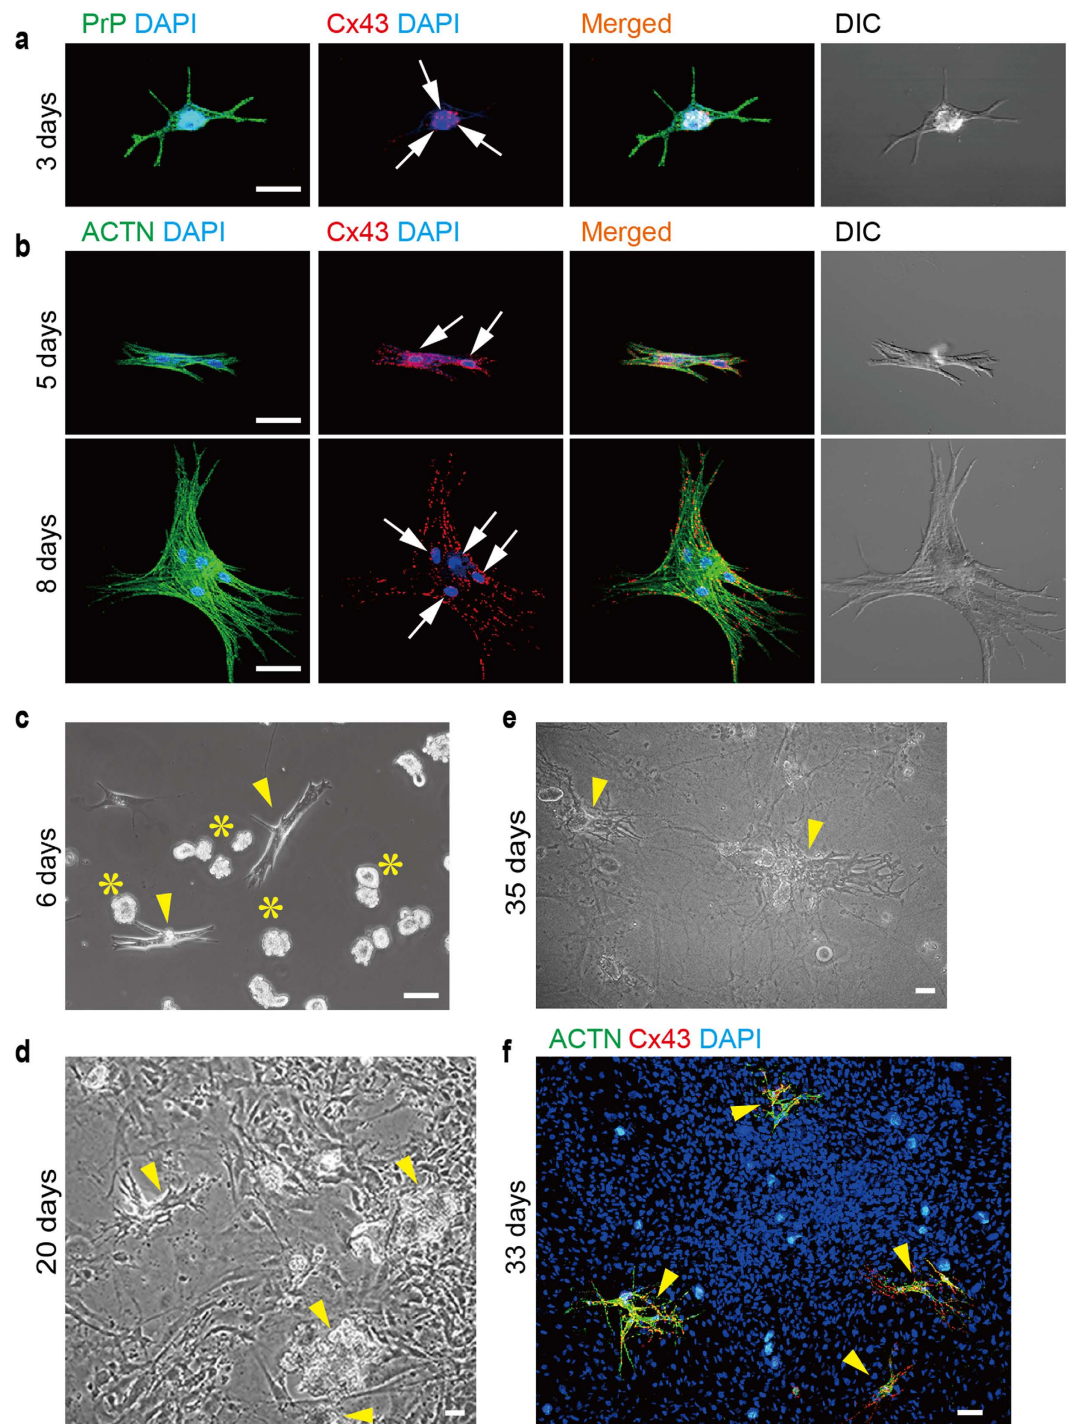 a
PrP DAPI
Cx43 DAPI
Merged
DIC
3 days
b
ACTN DAPI
Cx43 DAPI
Merged
DIC
5 days
8 days
c
6 days
e
35 days
d
20 days
f
ACTN Cx43 DAPI
33 days